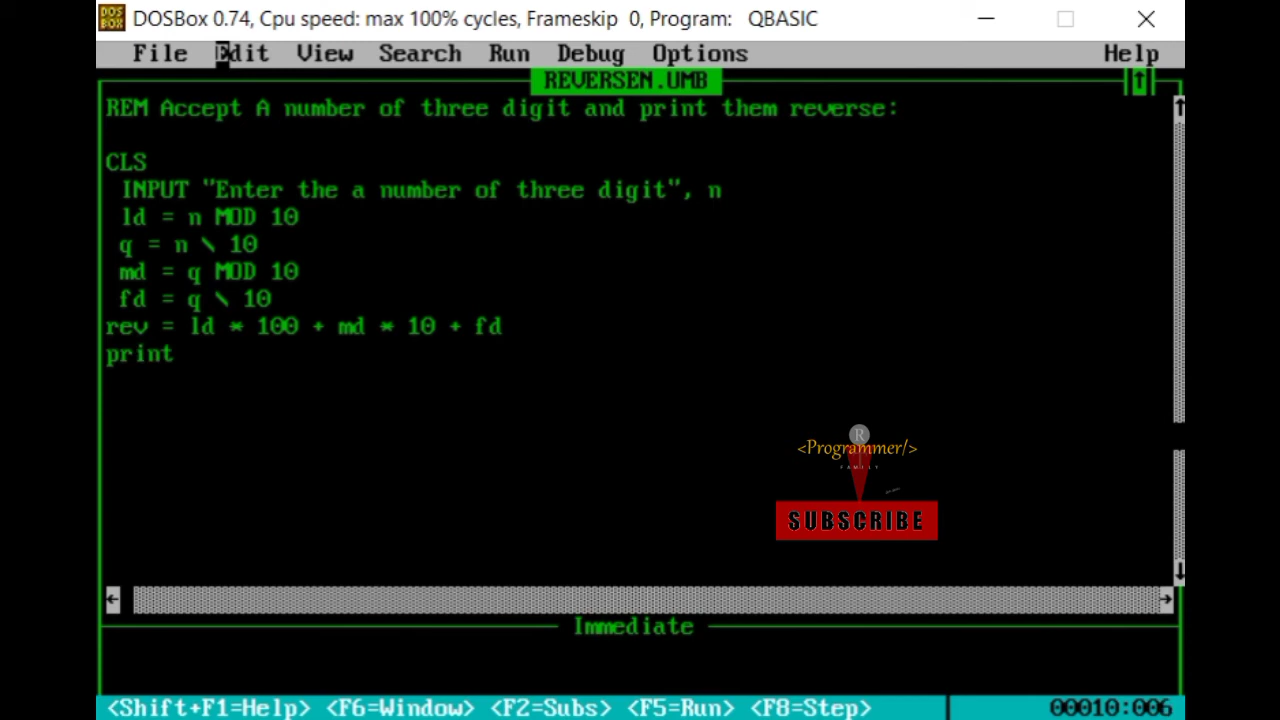 DOSBox 0.74, Cpu speed: max 100% cycles, Frameskip 0, Program: QBASIC
File Edit View Search Run Debug Options Help
REVERSEN.UMB
REM Accept A number of three digit and print them reverse:
CLS
INPUT "Enter the a number of three digit", n
ld = n MOD 10
q = n \ 10
md = q MOD 10
fd = q \ 10
rev = ld * 100 + md * 10 + fd
print
R
<Programmer/>
FAMILY
SUBSCRIBE
Immediate
<Shift+F1=Help> <F6=Window> <F2=Subs> <F5=Run> <F8=Step> 00010:006